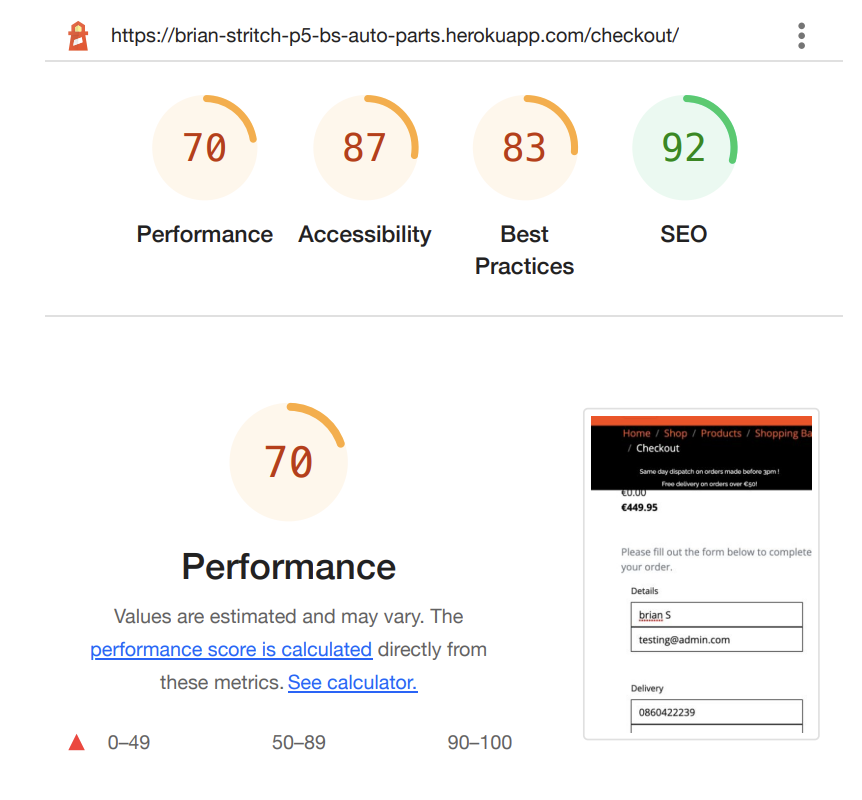 https://brian-stritch-p5-bs-auto-parts.herokuapp.com/checkout/
70
87
83
92
Performance
Accessibility
Best
Practices
SEO
70
Performance
Values are estimated and may vary. The
performance score is calculated directly from
these metrics. See calculator.
0–49
50–89
90–100
Home / Shop / Products / Shopping Ba
/ Checkout
Same day dispatch on orders made before 3pm !
Free delivery on orders over €50!
€0.00
€449.95
Please fill out the form below to complete
your order.
Details
brian S
testing@admin.com
Delivery
0860422239